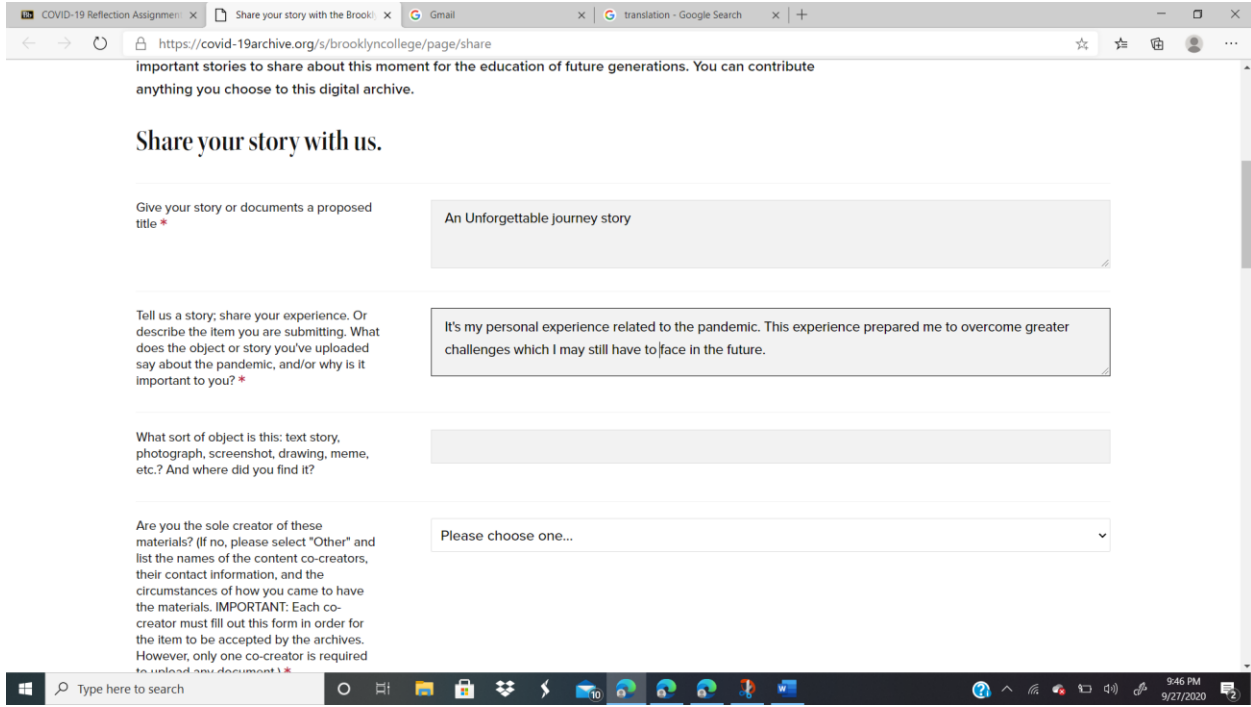 COVID-19 Reflection Assignment
Share your story with the Brookl
Gmail
translation - Google Search
https://covid-19archive.org/s/brooklyncollege/page/share
important stories to share about this moment for the education of future generations. You can contribute
anything you choose to this digital archive.
Share your story with us.
Give your story or documents a proposed
title *
An Unforgettable journey story
Tell us a story; share your experience. Or
describe the item you are submitting. What
does the object or story you've uploaded
say about the pandemic, and/or why is it
important to you? *
It's my personal experience related to the pandemic. This experience prepared me to overcome greater
challenges which I may still have to face in the future.
What sort of object is this: text story,
photograph, screenshot, drawing, meme,
etc.? And where did you find it?
Are you the sole creator of these
materials? (If no, please select "Other" and
list the names of the content co-creators,
their contact information, and the
circumstances of how you came to have
the materials. IMPORTANT: Each co-
creator must fill out this form in order for
the item to be accepted by the archives.
However, only one co-creator is required
to upload any document.) *
Please choose one...
Type here to search
10
9:46 PM
9/27/2020
2